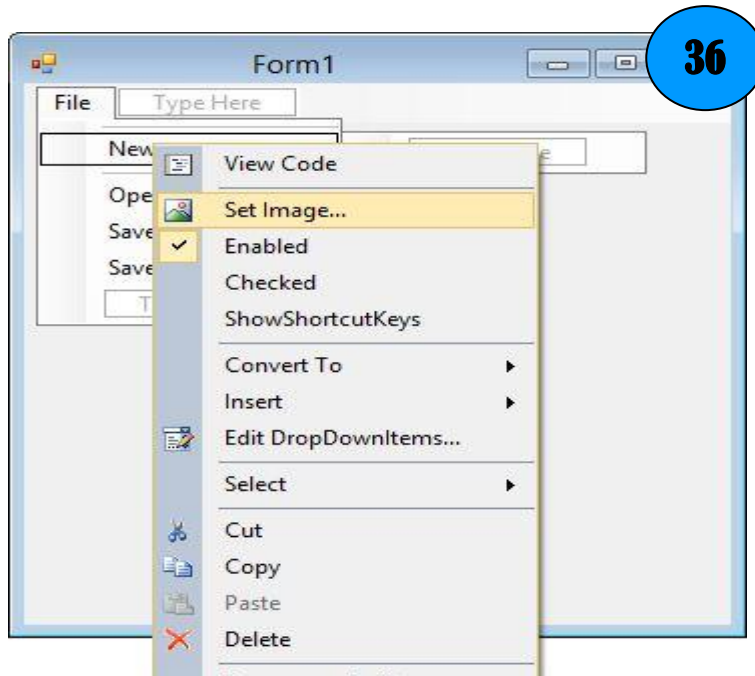 36
Form1
File Type Here
New
Ope
Save
Save
T
e
View Code
Set Image...
Enabled
Checked
ShowShortcutKeys
Convert To
Insert
Edit DropDownItems...
Select
Cut
Copy
Paste
Delete